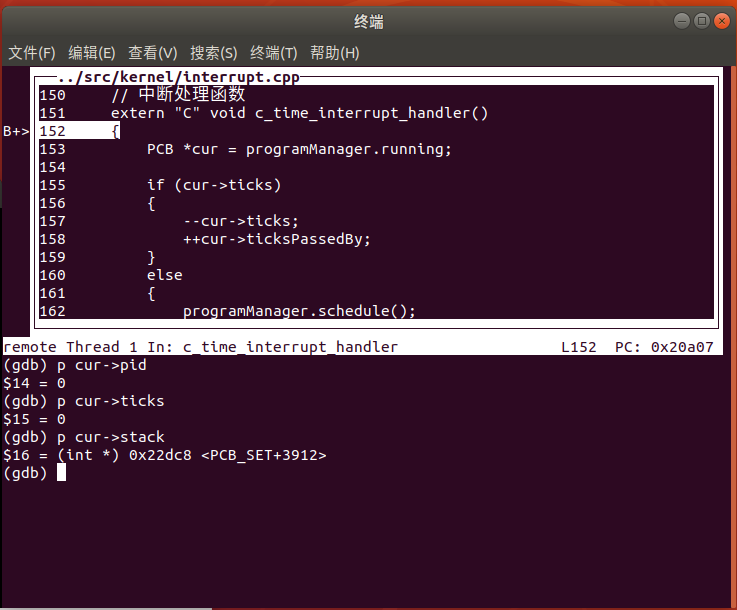 终端
文件(F) 编辑(E) 查看(V) 搜索(S) 终端(T) 帮助(H)
../src/kernel/interrupt.cpp
150     // 中断处理函数
151     extern "C" void c_time_interrupt_handler()
B+> 152     {
153         PCB *cur = programManager.running;
154
155         if (cur->ticks)
156         {
157             --cur->ticks;
158             ++cur->ticksPassedBy;
159         }
160         else
161         {
162             programManager.schedule();
remote Thread 1 In: c_time_interrupt_handler L152 PC: 0x20a07
(gdb) p cur->pid
$14 = 0
(gdb) p cur->ticks
$15 = 0
(gdb) p cur->stack
$16 = (int *) 0x22dc8 <PCB_SET+3912>
(gdb)